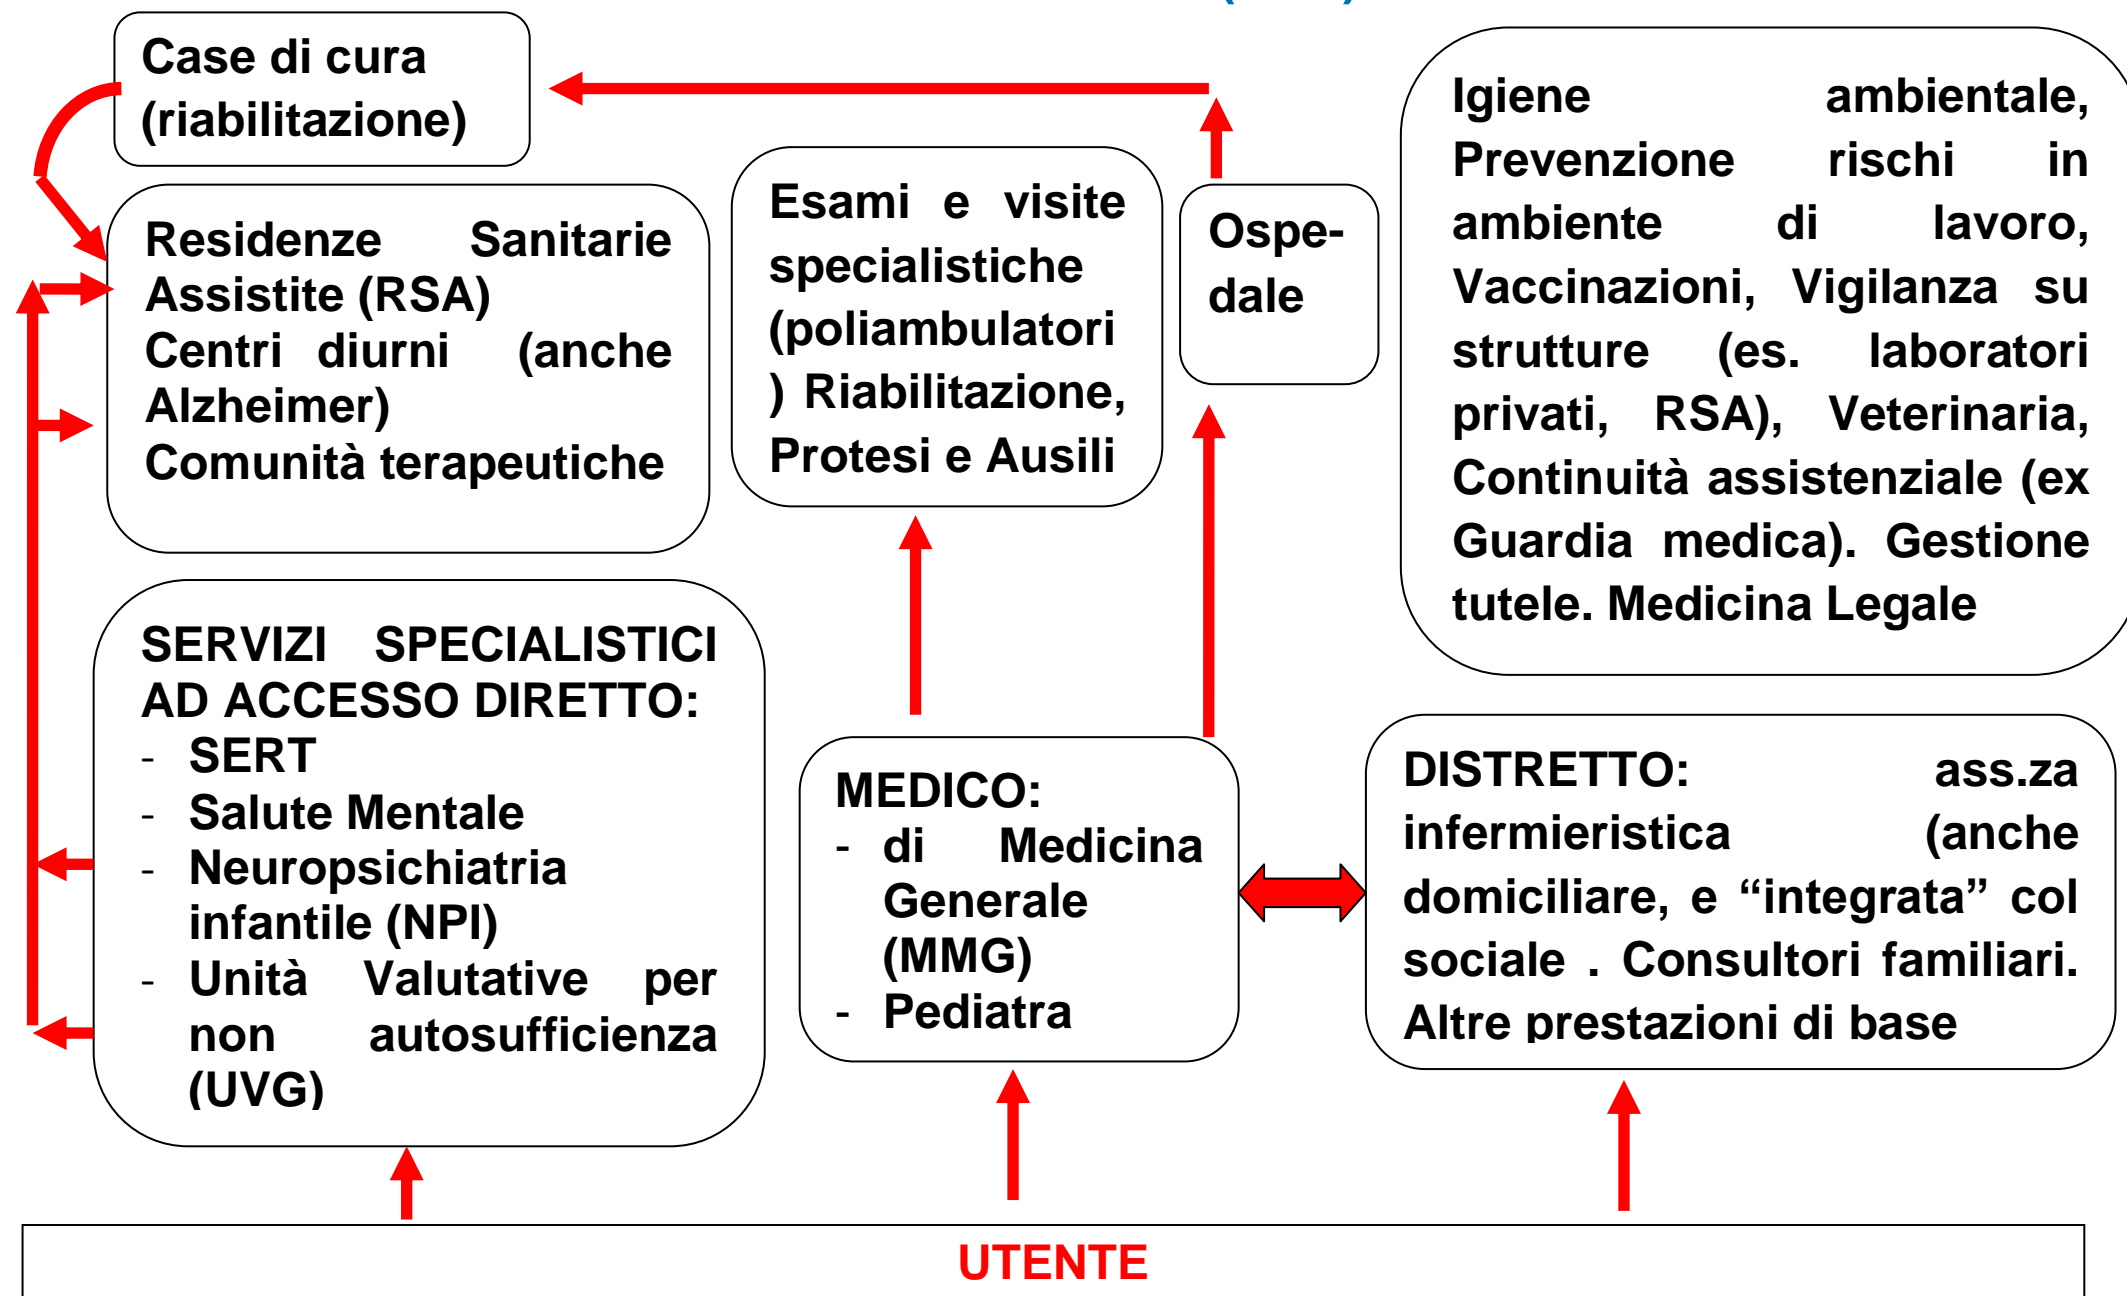 Case di cura
(riabilitazione)
Residenze Sanitarie
Assistite (RSA)
Centri diurni (anche
Alzheimer)
Comunità terapeutiche
Esami e visite
specialistiche
(poliambulatori
) Riabilitazione,
Protesi e Ausili
Ospe-
dale
Igiene ambientale,
Prevenzione rischi in
ambiente di lavoro,
Vaccinazioni, Vigilanza su
strutture (es. laboratori
privati, RSA), Veterinaria,
Continuità assistenziale (ex
Guardia medica). Gestione
tutele. Medicina Legale
SERVIZI SPECIALISTICI
AD ACCESSO DIRETTO:
- SERT
- Salute Mentale
- Neuropsichiatria
infantile (NPI)
- Unità Valutative per
non autosufficienza
(UVG)
MEDICO:
- di Medicina
Generale
(MMG)
- Pediatra
DISTRETTO: ass.za
infermieristica (anche
domiciliare, e “integrata” col
sociale . Consultori familiari.
Altre prestazioni di base
UTENTE